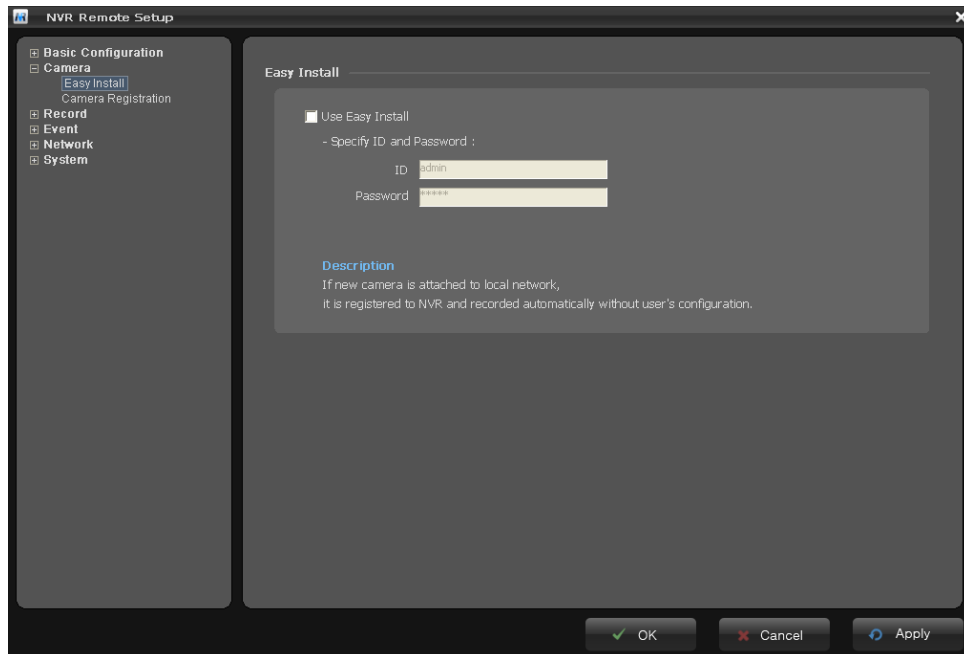 NVR Remote Setup
Basic Configuration
Camera
Easy Install
Camera Registration
Record
Event
Network
System
Easy Install
Use Easy Install
- Specify ID and Password :
ID admin
Password *****
Description
If new camera is attached to local network,
it is registered to NVR and recorded automatically without user's configuration.
OK Cancel Apply